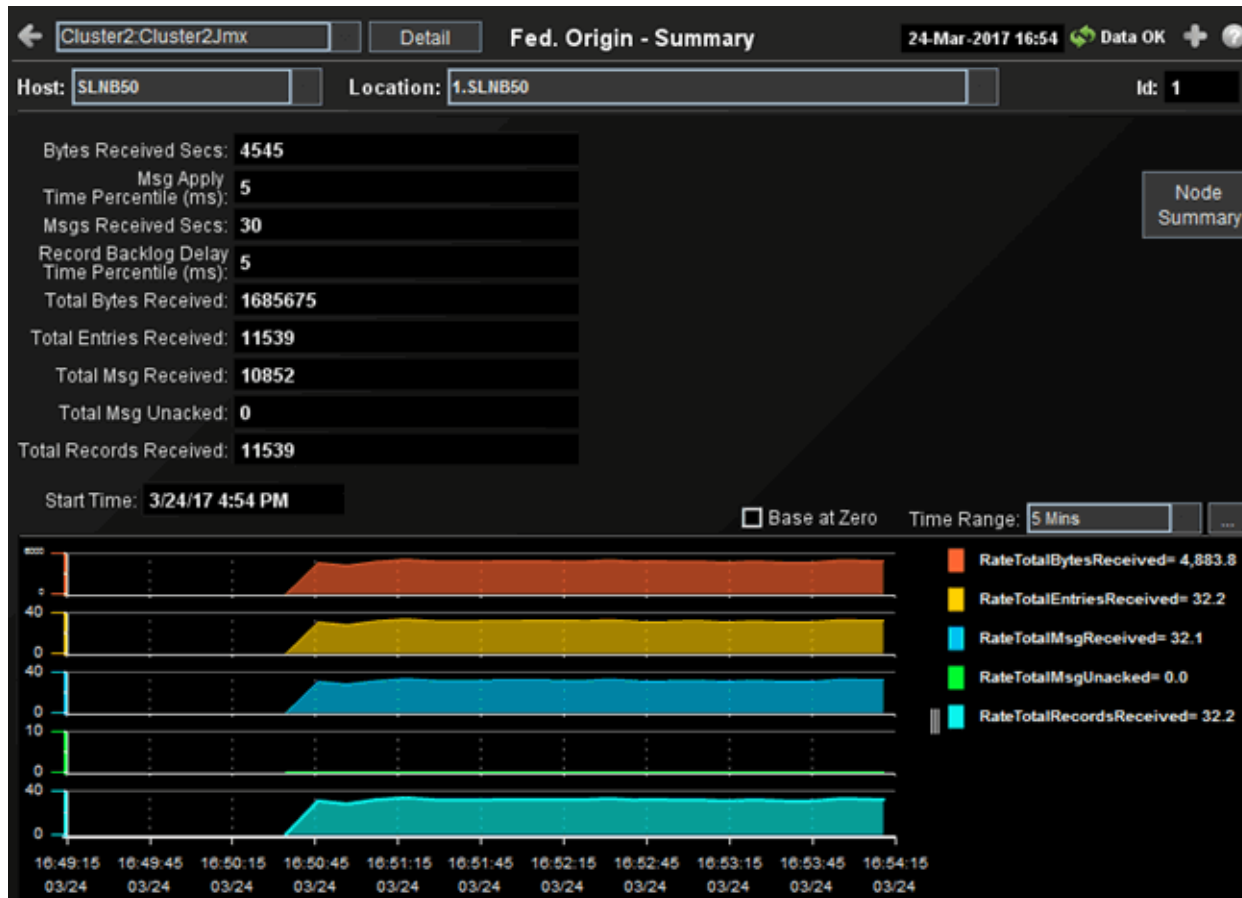 Cluster2:Cluster2Jmx Detail Fed. Origin - Summary 24-Mar-2017 16:54 Data OK
Host: SLNB50 Location: 1.SLNB50 Id: 1
Bytes Received Secs: 4545
Msg Apply
Time Percentile (ms): 5
Msgs Received Secs: 30
Record Backlog Delay
Time Percentile (ms): 5
Total Bytes Received: 1685675
Total Entries Received: 11539
Total Msg Received: 10852
Total Msg Unacked: 0
Total Records Received: 11539
Node
Summary
Start Time: 3/24/17 4:54 PM
Base at Zero Time Range: 5 Mins ...
6000
0
40
0
40
0
10
0
40
0
RateTotalBytesReceived= 4,883.8
RateTotalEntriesReceived= 32.2
RateTotalMsgReceived= 32.1
RateTotalMsgUnacked= 0.0
RateTotalRecordsReceived= 32.2
16:49:15 16:49:45 16:50:15 16:50:45 16:51:15 16:51:45 16:52:15 16:52:45 16:53:15 16:53:45 16:54:15
03/24 03/24 03/24 03/24 03/24 03/24 03/24 03/24 03/24 03/24 03/24